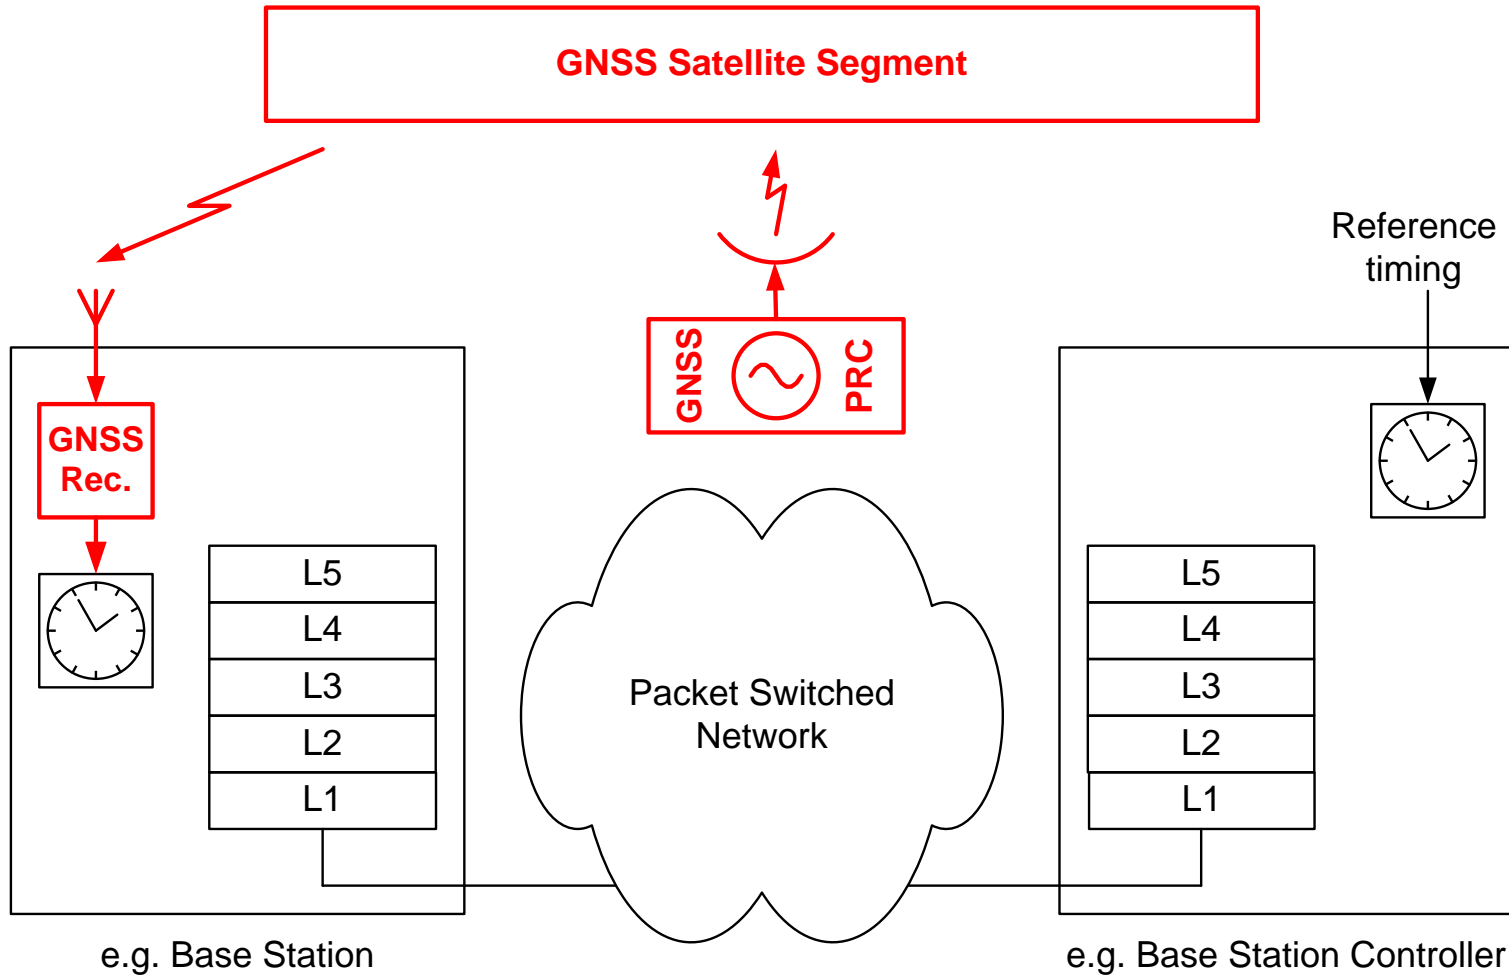 GNSS Satellite Segment
Reference
timing
GNSS
PRC
GNSS
Rec.
L5
L4
L3
L2
L1
Packet Switched
Network
L5
L4
L3
L2
L1
e.g. Base Station
e.g. Base Station Controller